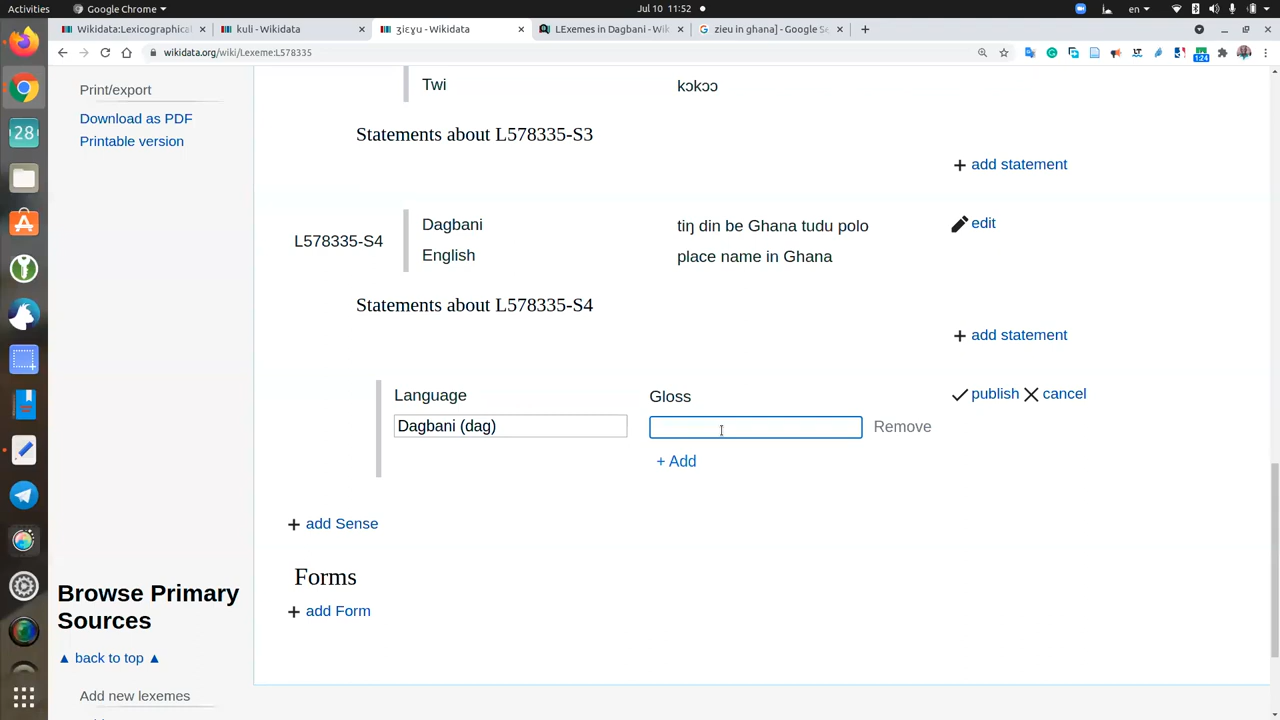 Activities
Google Chrome
Jul 10 11:52
en
Wikidata:Lexicographical
kuli - Wikidata
ʒiɛɣu - Wikidata
LExemes in Dagbani - Wik
zieu in ghana] - Google Se
wikidata.org/wiki/Lexeme:L578335
1:24
28
Print/export
Download as PDF
Printable version
Twi kɔkɔɔ
Statements about L578335-S3
+ add statement
L578335-S4
Dagbani tiŋ din be Ghana tudu polo
edit
English place name in Ghana
Statements about L578335-S4
+ add statement
Language Gloss
publish cancel
Dagbani (dag)
Remove
+ Add
+ add Sense
Forms
+ add Form
Browse Primary
Sources
▲ back to top ▲
Add new lexemes